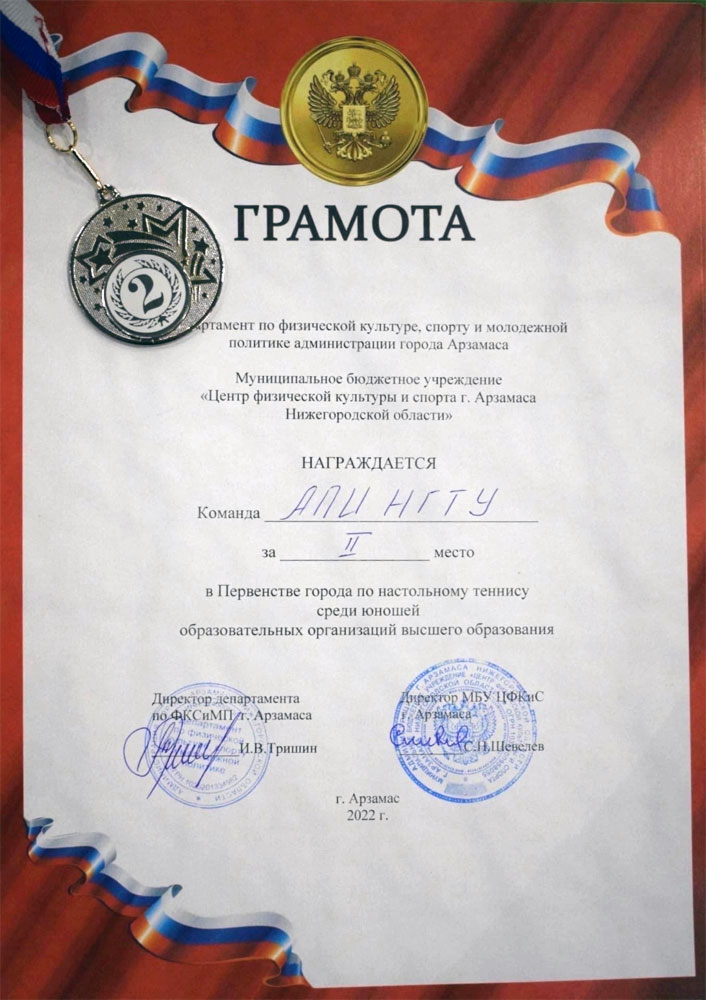 ГРАМОТА
2
по физической культуре, спорту и молодежной
политике администрации города Арзамаса
Муниципальное бюджетное учреждение
«Центр физической культуры и спорта г. Арзамаса
Нижегородской области»
НАГРАЖДАЕТСЯ
Команда АПИ НГТУ
за II место
в Первенстве города по настольному теннису
среди юношей
образовательных организаций высшего образования
Директор департамента
по ФКСиМП г. Арзамаса
И.В.Тришин
Директор МБУ ЦФКиС
г. Арзамаса
С.Н.Шевелев
г. Арзамас
2022 г.